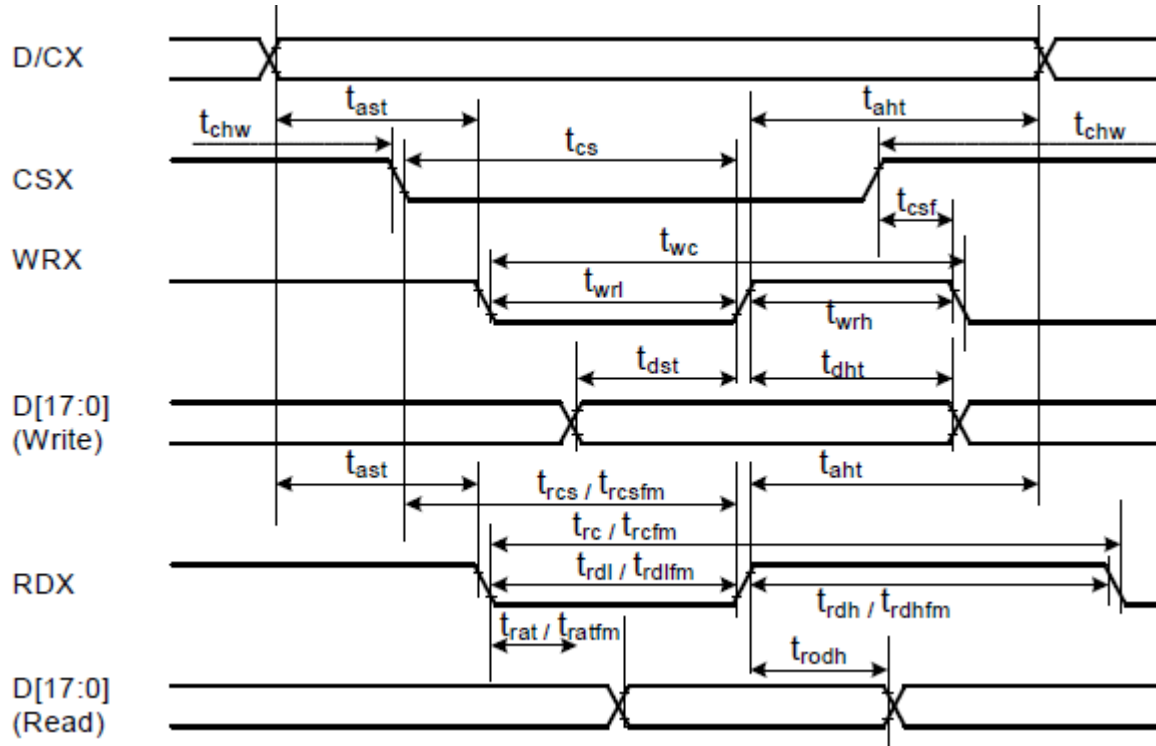 D/CX
tast
taht
tchw
tchw
tcs
CSX
tcsf
WRX
twc
twrl
twrh
tdst
tdht
D[17:0]
(Write)
tast
taht
trcs / trcsfm
trc / trcfm
RDX
trdl / trdlfm
trdh / trdhfm
trat / tratfm
trodh
D[17:0]
(Read)